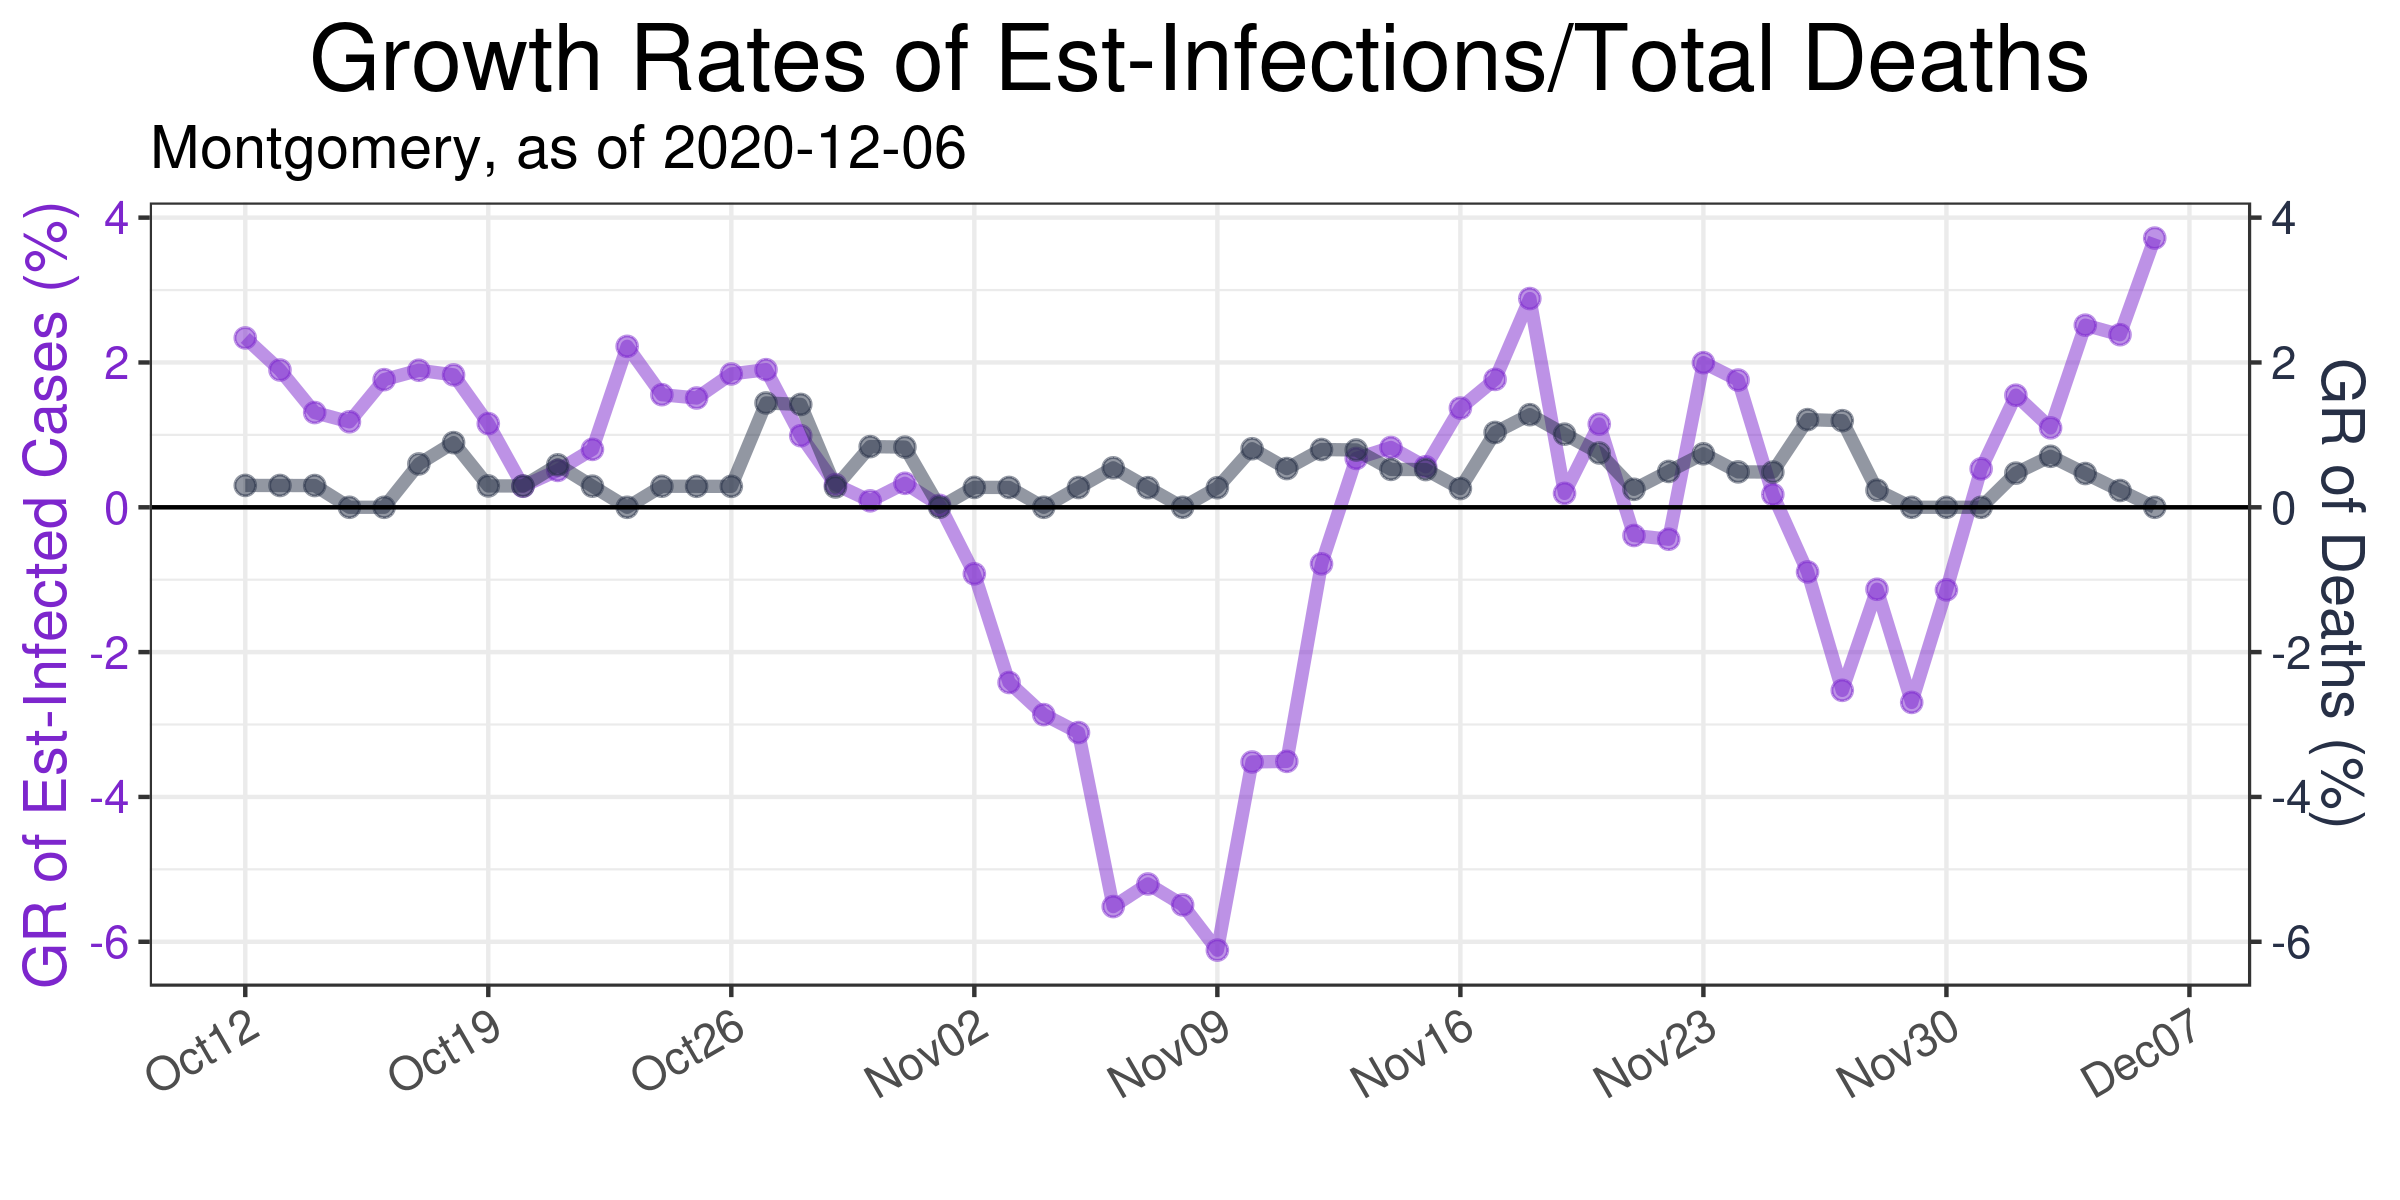 Growth Rates of Est-Infections/Total Deaths
Montgomery, as of 2020-12-06
GR of Est-Infected Cases (%)
4
2
0
-2
-4
-6
4
2
0
-2
-4
-6
GR of Deaths (%)
Oct12
Oct19
Oct26
Nov02
Nov09
Nov16
Nov23
Nov30
Dec07